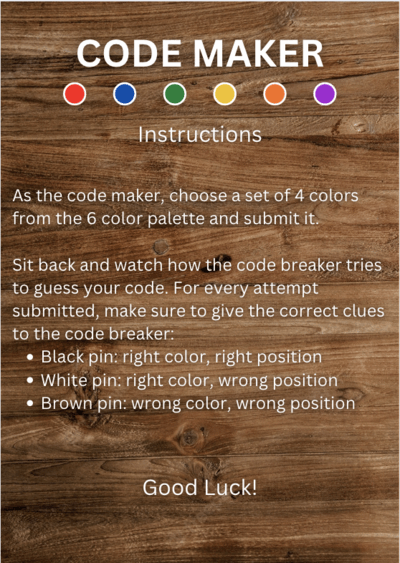 CODE MAKER
Instructions
As the code maker, choose a set of 4 colors
from the 6 color palette and submit it.
Sit back and watch how the code breaker tries
to guess your code. For every attempt
submitted, make sure to give the correct clues
to the code breaker:
• Black pin: right color, right position
• White pin: right color, wrong position
• Brown pin: wrong color, wrong position
Good Luck!